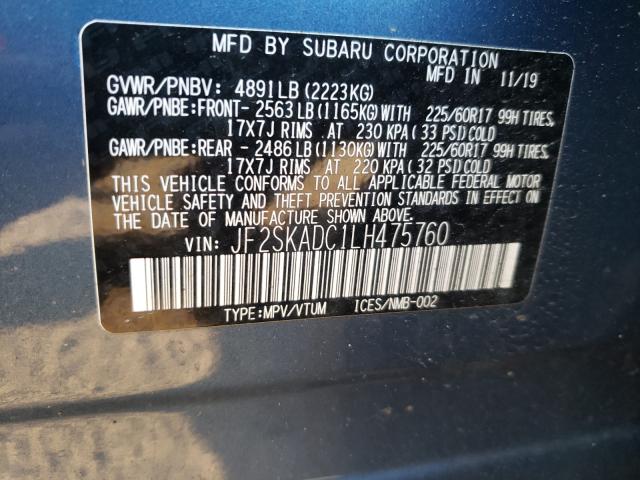 MFD BY SUBARU CORPORATION
MFD IN 11/19
GVWR/PNBV: 4891LB (2223KG)
GAWR/PNBE:FRONT- 2563LB (1165KG)WITH 225/60R17 99H TIRES,
17X7J RIMS AT 230 KPA ( 33 PSI)COLD
GAWR/PNBE:REAR - 2486LB (1130KG)WITH 225/60R17 99H TIRES,
17X7J RIMS AT 220 KPA ( 32 PSI)COLD
THIS VEHICLE CONFORMS TO ALL APPLICABLE FEDERAL MOTOR
VEHICLE SAFETY AND THEFT PREVENTION STANDARDS IN EFFECT ON
THE DATE OF MANUFACTURE SHOWN ABOVE.
VIN: JF2SKADC1LH475760
TYPE:MPV/VTUM ICES/NMB-002